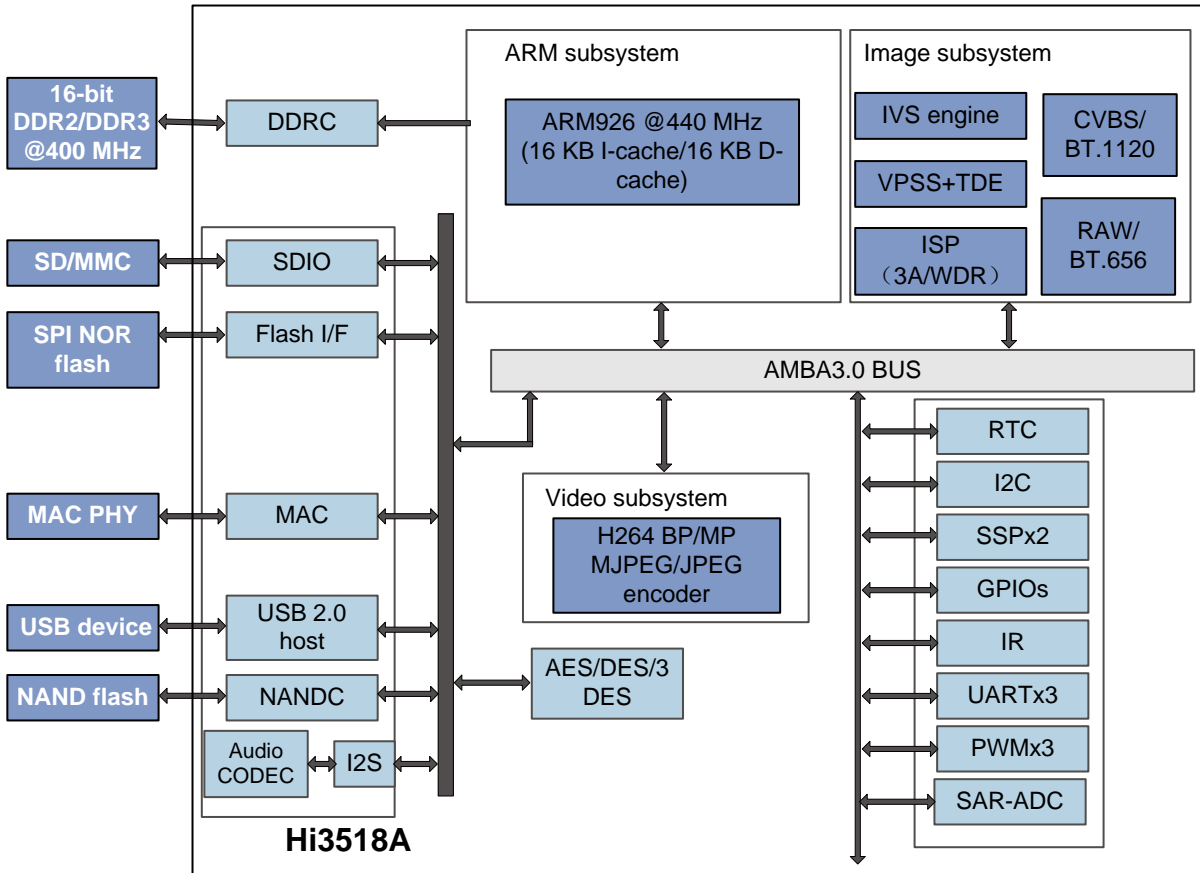 ARM subsystem
Image subsystem
16-bit
DDR2/DDR3
@400 MHz
DDRC
ARM926 @440 MHz
(16 KB I-cache/16 KB D-
cache)
IVS engine
CVBS/
BT.1120
VPSS+TDE
ISP
（3A/WDR）
RAW/
BT.656
SD/MMC
SDIO
SPI NOR
flash
Flash I/F
AMBA3.0 BUS
MAC PHY
MAC
Video subsystem
H264 BP/MP
MJPEG/JPEG
encoder
USB device
USB 2.0
host
NAND flash
NANDC
AES/DES/3
DES
Audio
CODEC
I2S
RTC
I2C
SSPx2
GPIOs
IR
UARTx3
PWMx3
SAR-ADC
Hi3518A